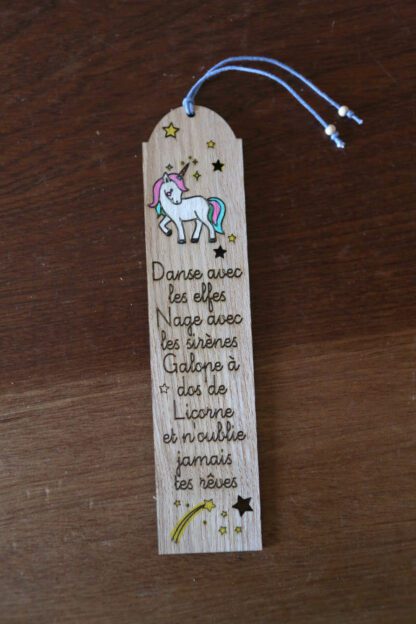 Danse avec
les elfes
Nage avec
les sirènes
Galope à
dos de
Licorne
et n'oublie
jamais
tes rêves